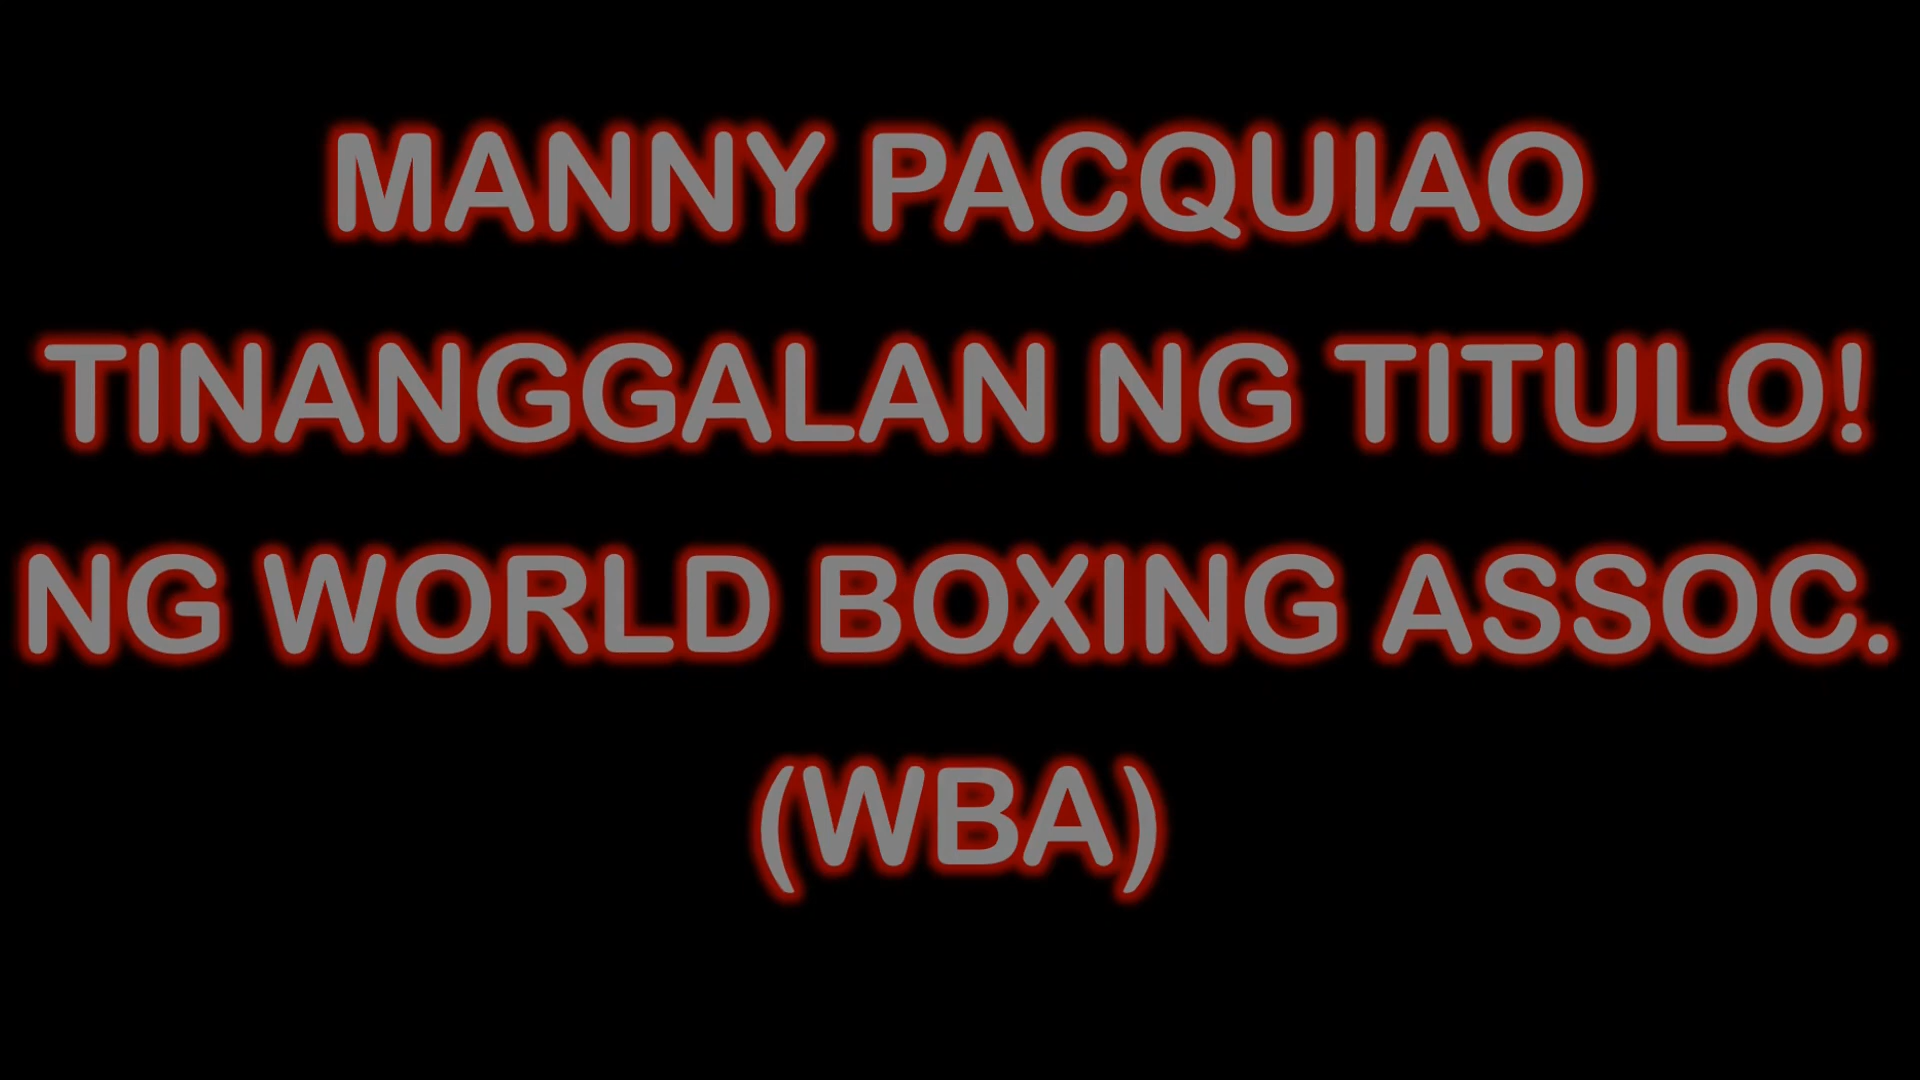 MANNY PACQUIAO
TINANGGALAN NG TITULO!
NG WORLD BOXING ASSOC.
(WBA)